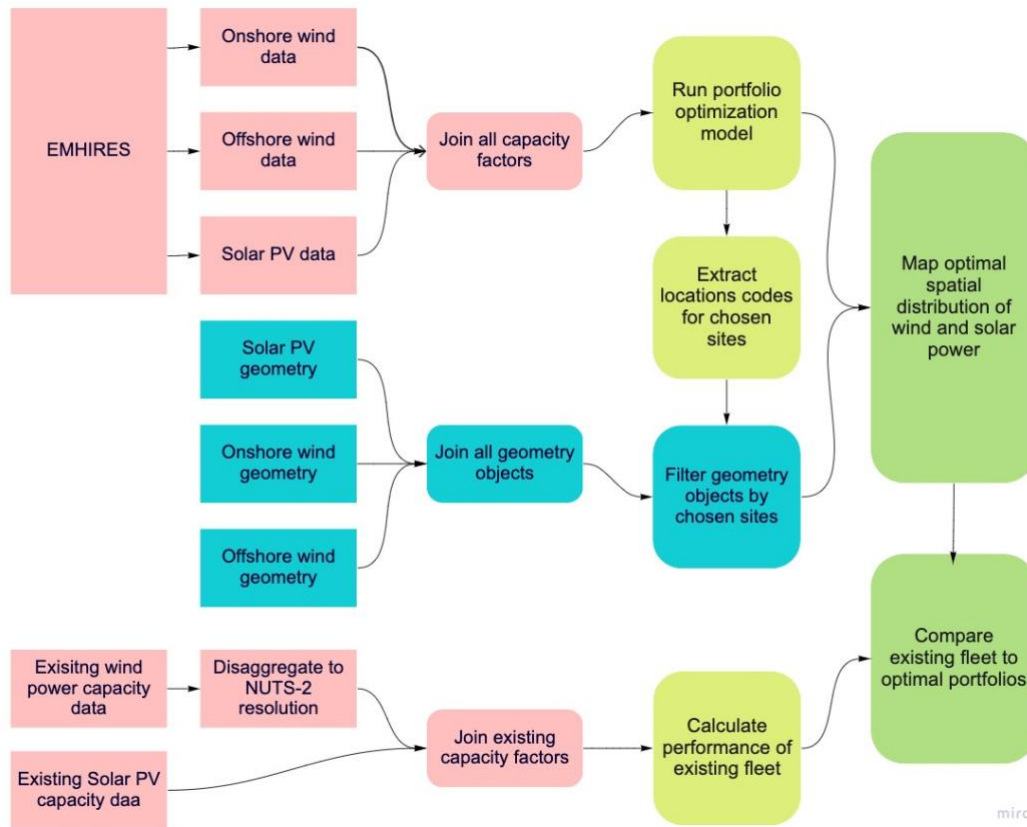 EMHIRES
Onshore wind
data
Offshore wind
data
Solar PV data
Join all capacity
factors
Run portfolio
optimization
model
Extract
locations codes
for chosen
sites
Map optimal
spatial
distribution of
wind and solar
power
Solar PV
geometry
Onshore wind
geometry
Offshore wind
geometry
Join all geometry
objects
Filter geometry
objects by
chosen sites
Exisitng wind
power capacity
data
Disaggregate to
NUTS-2
resolution
Existing Solar PV
capacity daa
Join existing
capacity factors
Calculate
performance of
existing fleet
Compare
existing fleet to
optimal portfolios